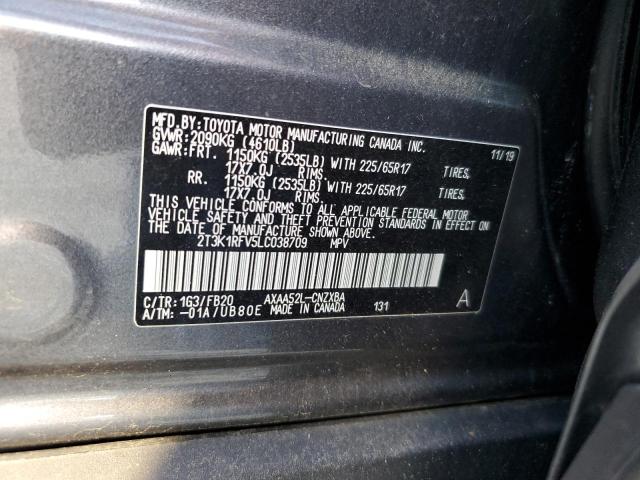 MFD.BY:TOYOTA MOTOR MANUFACTURING CANADA INC.
GVWR:2090KG (4610LB) 11/19
GAWR:FRT. 1150KG (2535LB) WITH 225/65R17 TIRES,
17X7.0J RIMS.
RR. 1150KG (2535LB) WITH 225/65R17 TIRES,
17X7.0J RIMS.
THIS VEHICLE CONFORMS TO ALL APPLICABLE FEDERAL MOTOR
VEHICLE SAFETY AND THEFT PREVENTION STANDARDS IN EFFECT ON
THE DATE OF MANUFACTURE SHOWN ABOVE.
2T3K1RFV5LC038709 MPV
C/TR:1G3/FB20 AXAA52L-CNZXBA A
A/TM:-01A/UB80E MADE IN CANADA 131